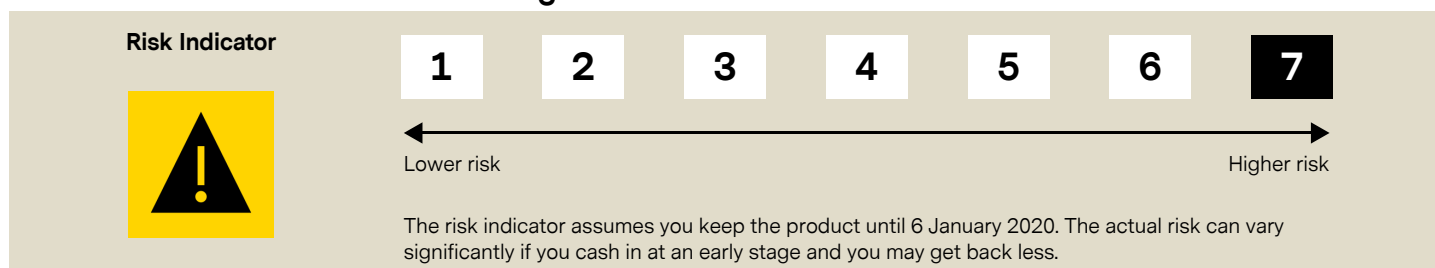 Risk Indicator
1 2 3 4 5 6 7
Lower risk Higher risk
The risk indicator assumes you keep the product until 6 January 2020. The actual risk can vary
significantly if you cash in at an early stage and you may get back less.